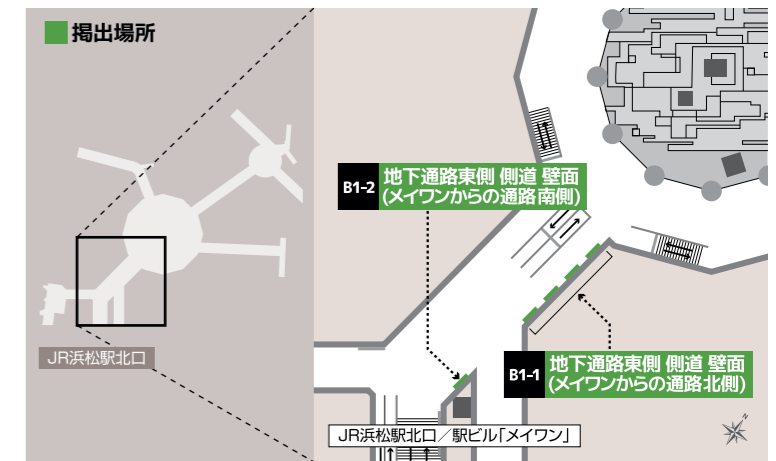 掲出場所
B1-2
地下通路東側 側道 壁面
(メイワンからの通路南側)
JR浜松駅北口
B1-1
地下通路東側 側道 壁面
(メイワンからの通路北側)
JR浜松駅北口／駅ビル「メイワン」
N